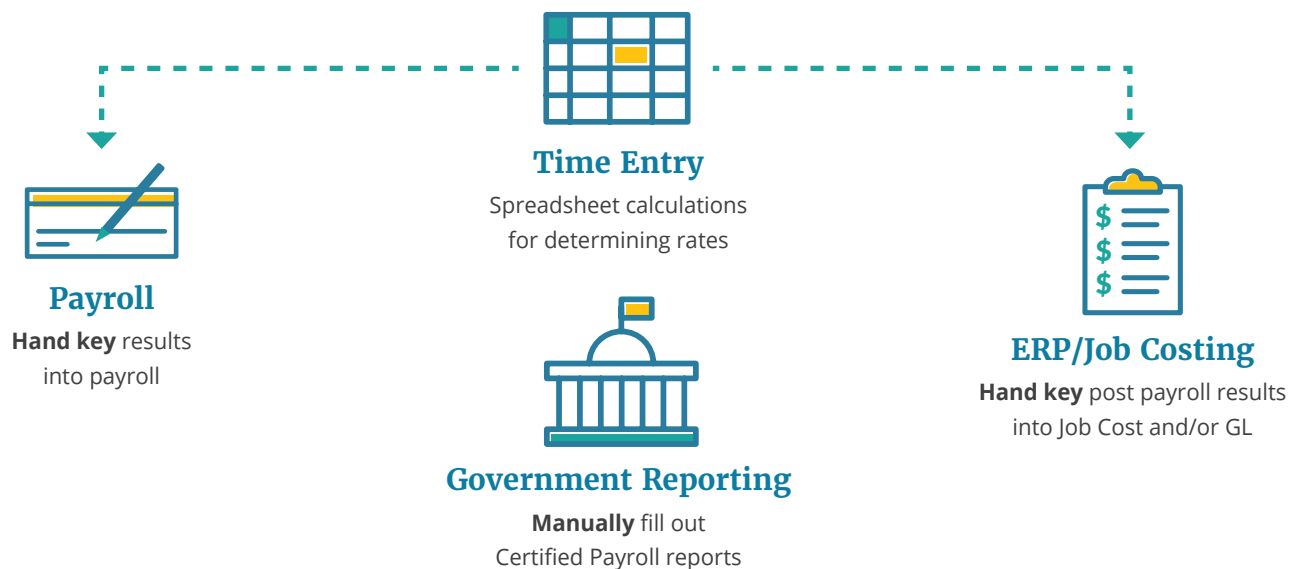 Time Entry
Spreadsheet calculations
for determining rates
Payroll
Hand key results
into payroll
$
$
$
ERP/Job Costing
Hand key post payroll results
into Job Cost and/or GL
Government Reporting
Manually fill out
Certified Payroll reports